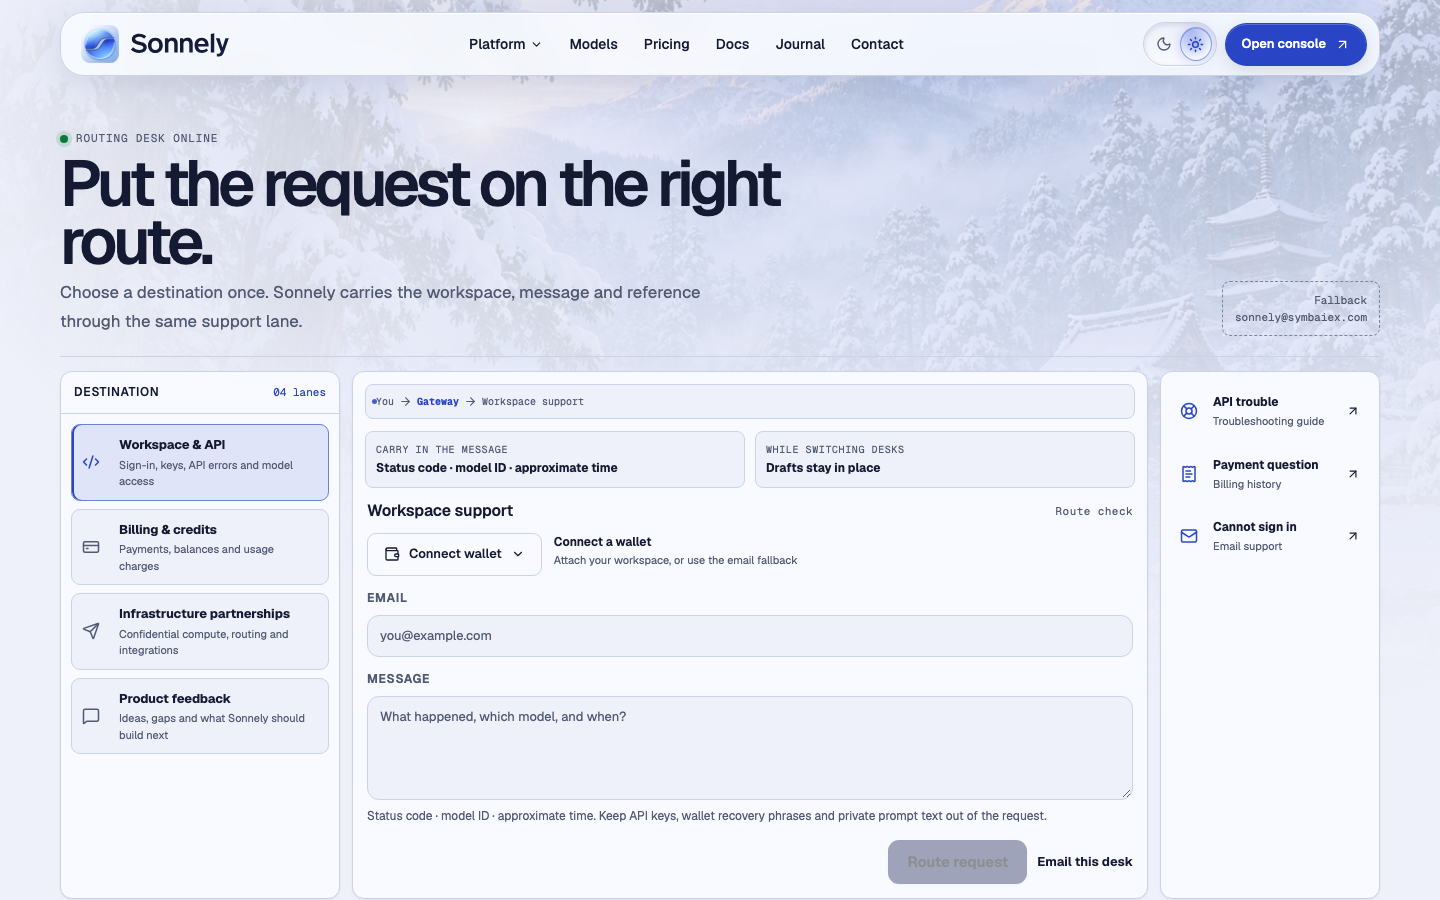 Sonnely
Platform
Models
Pricing
Docs
Journal
Contact
Open console
ROUTING DESK ONLINE
Put the request on the right
route.
Choose a destination once. Sonnely carries the workspace, message and reference
through the same support lane.
Fallback
sonnely@symbaiex.com
DESTINATION
04 lanes
Workspace & API
Sign-in, keys, API errors and model
access
Billing & credits
Payments, balances and usage
charges
Infrastructure partnerships
Confidential compute, routing and
integrations
Product feedback
Ideas, gaps and what Sonnely should
build next
You → Gateway → Workspace support
CARRY IN THE MESSAGE
Status code · model ID · approximate time
WHILE SWITCHING DESKS
Drafts stay in place
Workspace support
Route check
Connect wallet
Connect a wallet
Attach your workspace, or use the email fallback
EMAIL
you@example.com
MESSAGE
What happened, which model, and when?
Status code · model ID · approximate time. Keep API keys, wallet recovery phrases and private prompt text out of the request.
Route request
Email this desk
API trouble
Troubleshooting guide
Payment question
Billing history
Cannot sign in
Email support